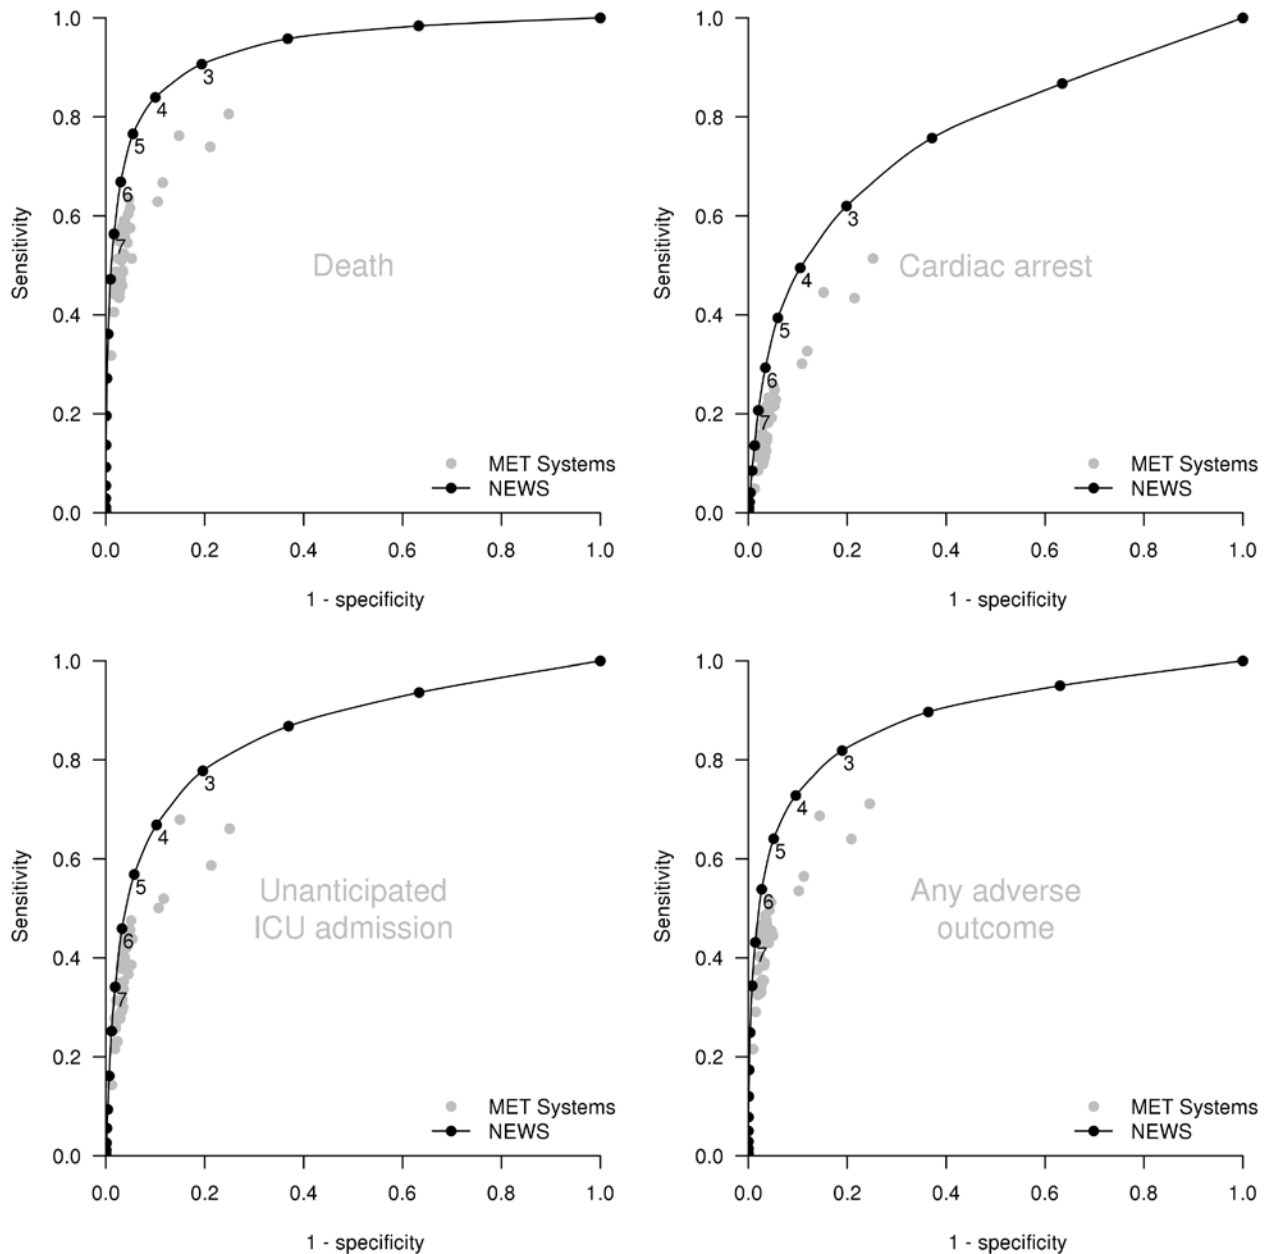 1.0
0.8
0.6
0.4
0.2
0.0
Sensitivity
3
4
5
6
7
Death
MET Systems
NEWS
0.0 0.2 0.4 0.6 0.8 1.0
1 - specificity
1.0
0.8
0.6
0.4
0.2
0.0
Sensitivity
3
4
5
6
7
Cardiac arrest
MET Systems
NEWS
0.0 0.2 0.4 0.6 0.8 1.0
1 - specificity
1.0
0.8
0.6
0.4
0.2
0.0
Sensitivity
3
4
5
6
7
Unanticipated
ICU admission
MET Systems
NEWS
0.0 0.2 0.4 0.6 0.8 1.0
1 - specificity
1.0
0.8
0.6
0.4
0.2
0.0
Sensitivity
3
4
5
6
7
Any adverse
outcome
MET Systems
NEWS
0.0 0.2 0.4 0.6 0.8 1.0
1 - specificity